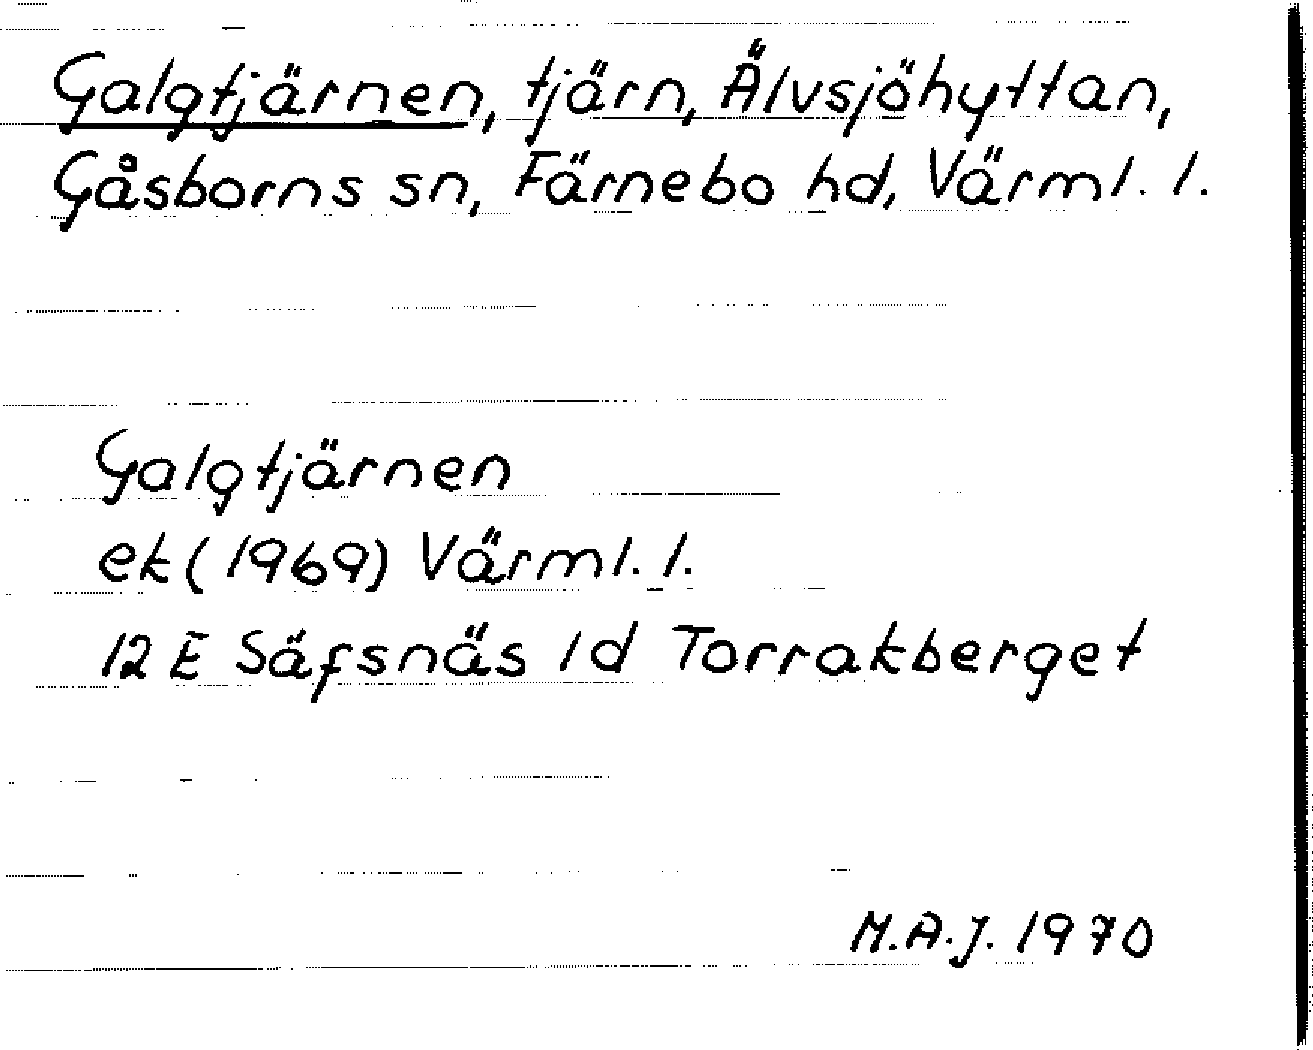 Galgtjärnen, tjärn, Älvsjöhyttan,
Gåsborns sn, Färnebo hd, Värml. l.
Galgtjärnen
ek (1969) Värml. l.
12 E Säfsnäs 1d Torrakberget
M.A.J. 1970